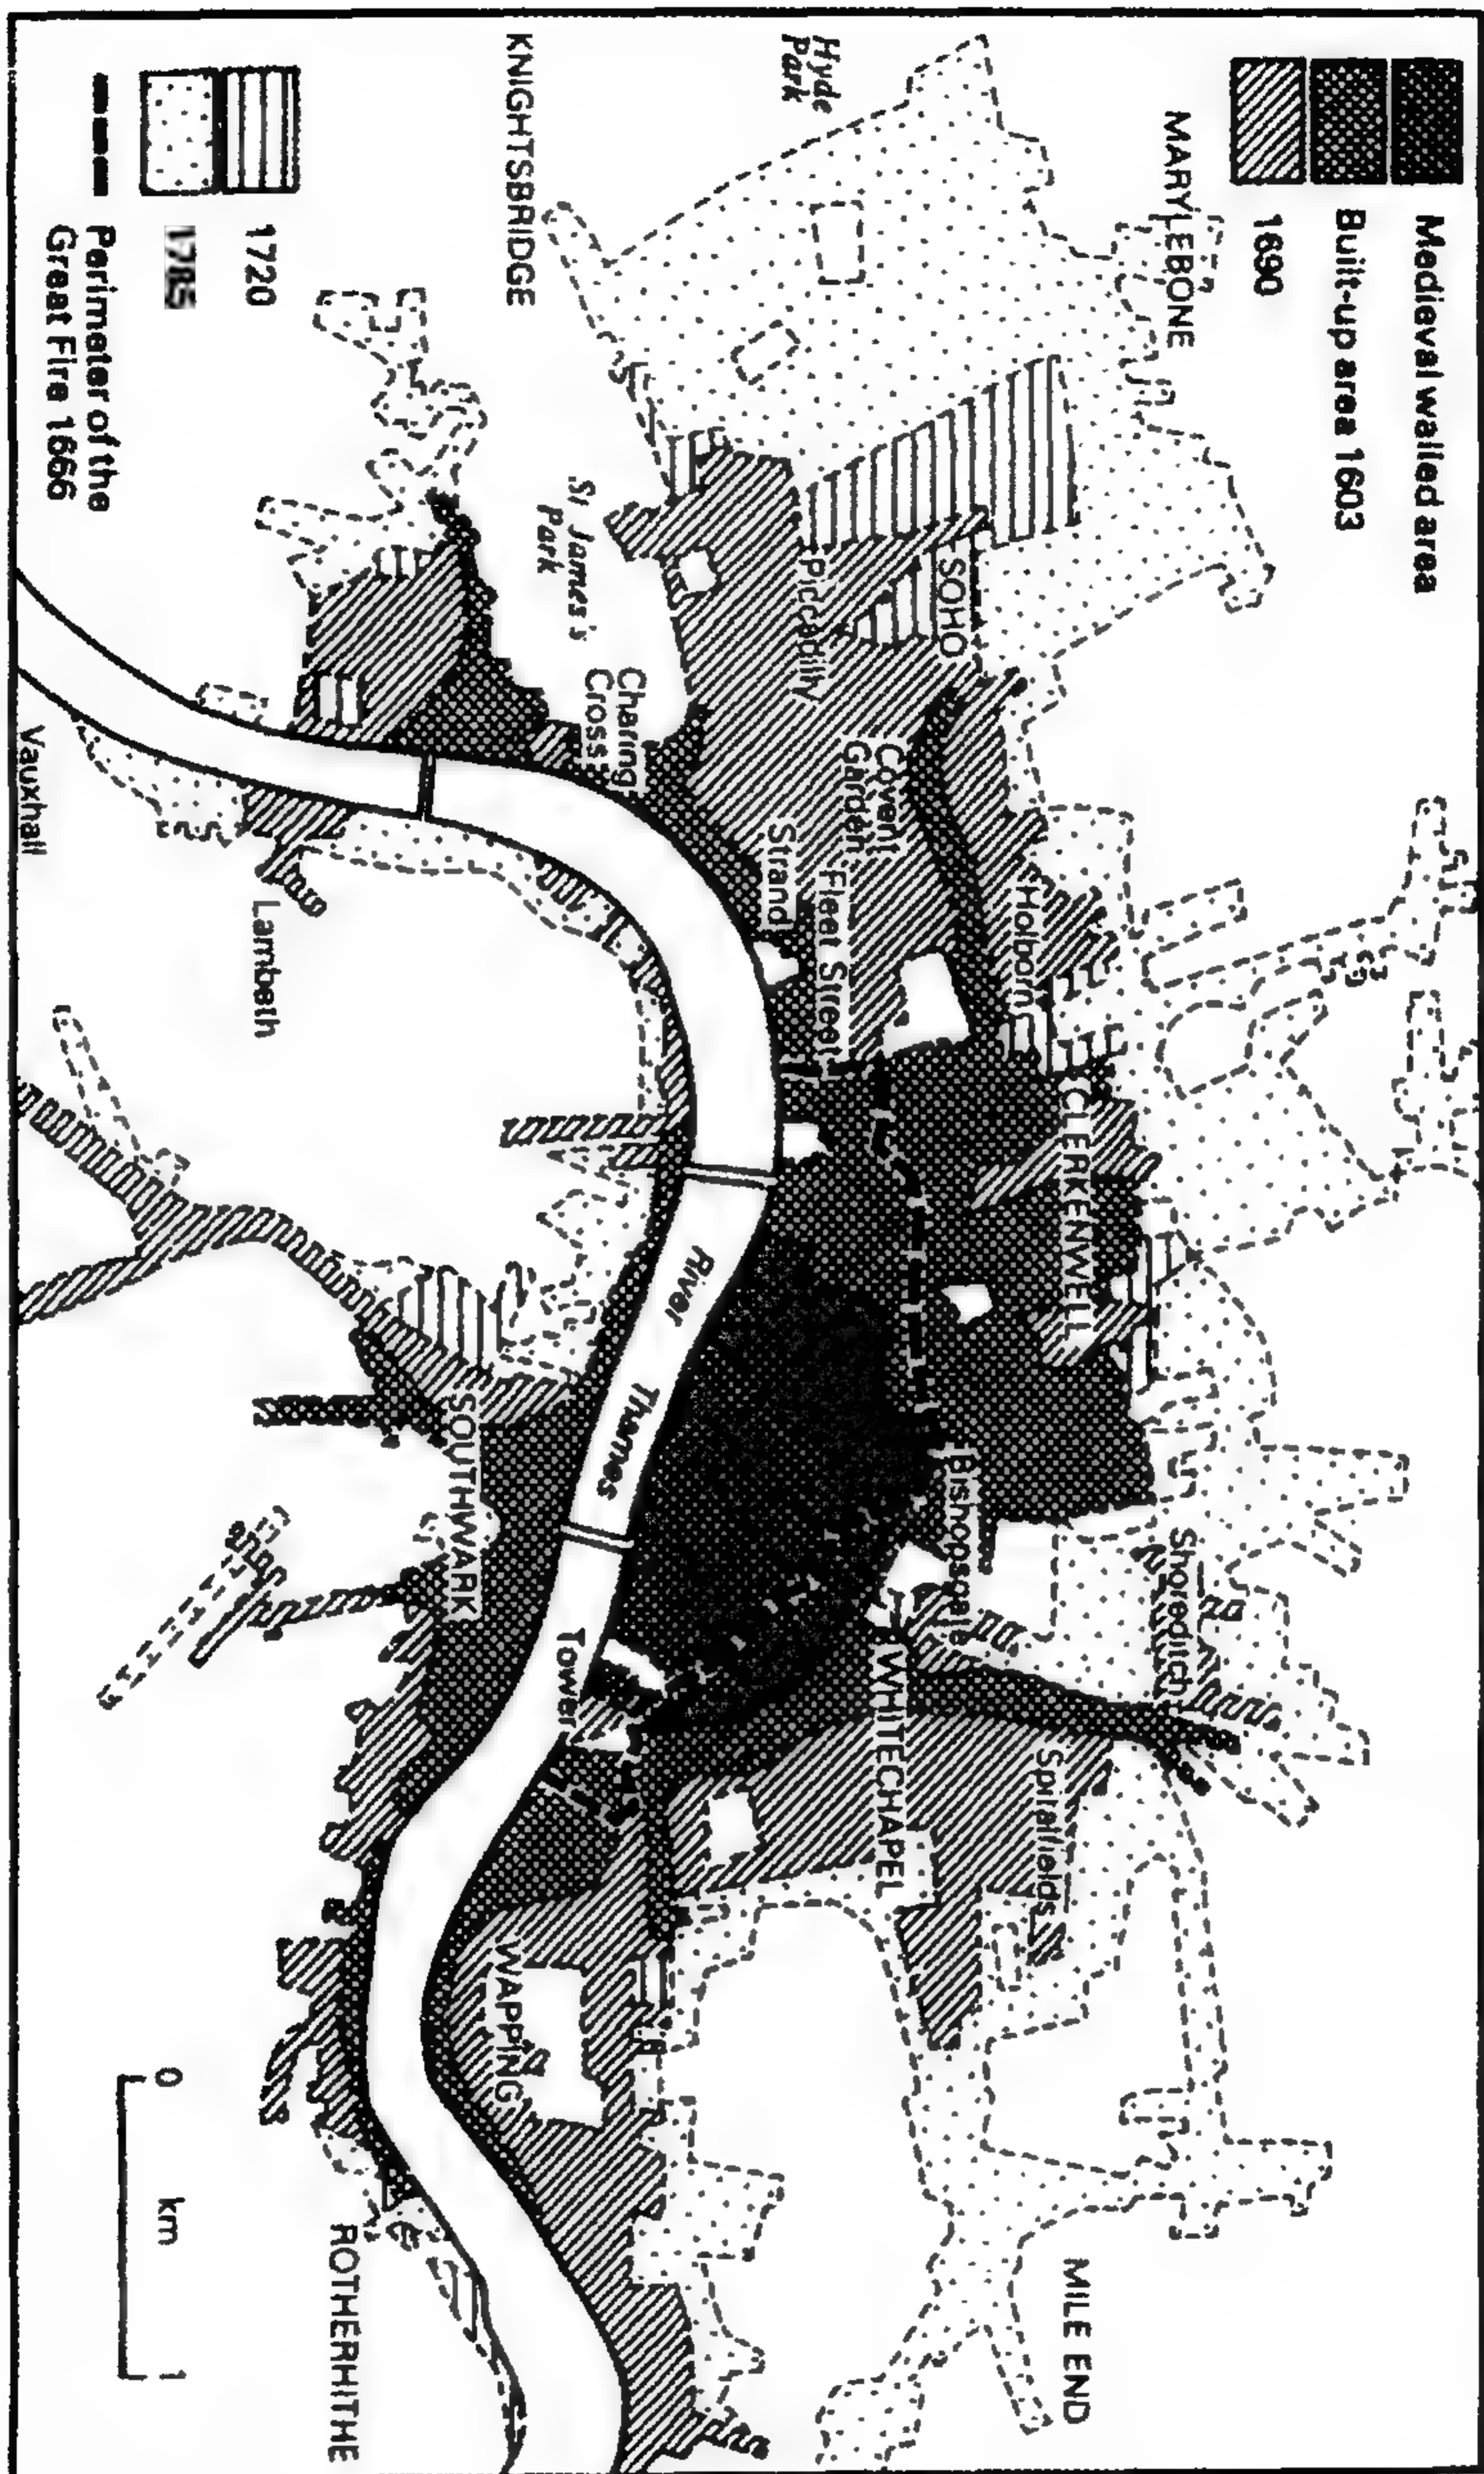 Medieval walled area
Built-up area 1603
1690
1720
1785
Perimeter of the
Great Fire 1666
MARYLEBONE
Hyde
Park
KNIGHTSBRIDGE
SOHO
Piccadilly
St James's
Park
Charing
Cross
Covent
Garden
Strand
Fleet Street
Holborn
CLERKENWELL
Vauxhall
Lambeth
River Thames
SOUTHWARK
Bishopsgate
Shoreditch
WHITECHAPEL
Spitalfields
Tower
WAPPING
MILE END
ROTHERHITHE
0 km 1